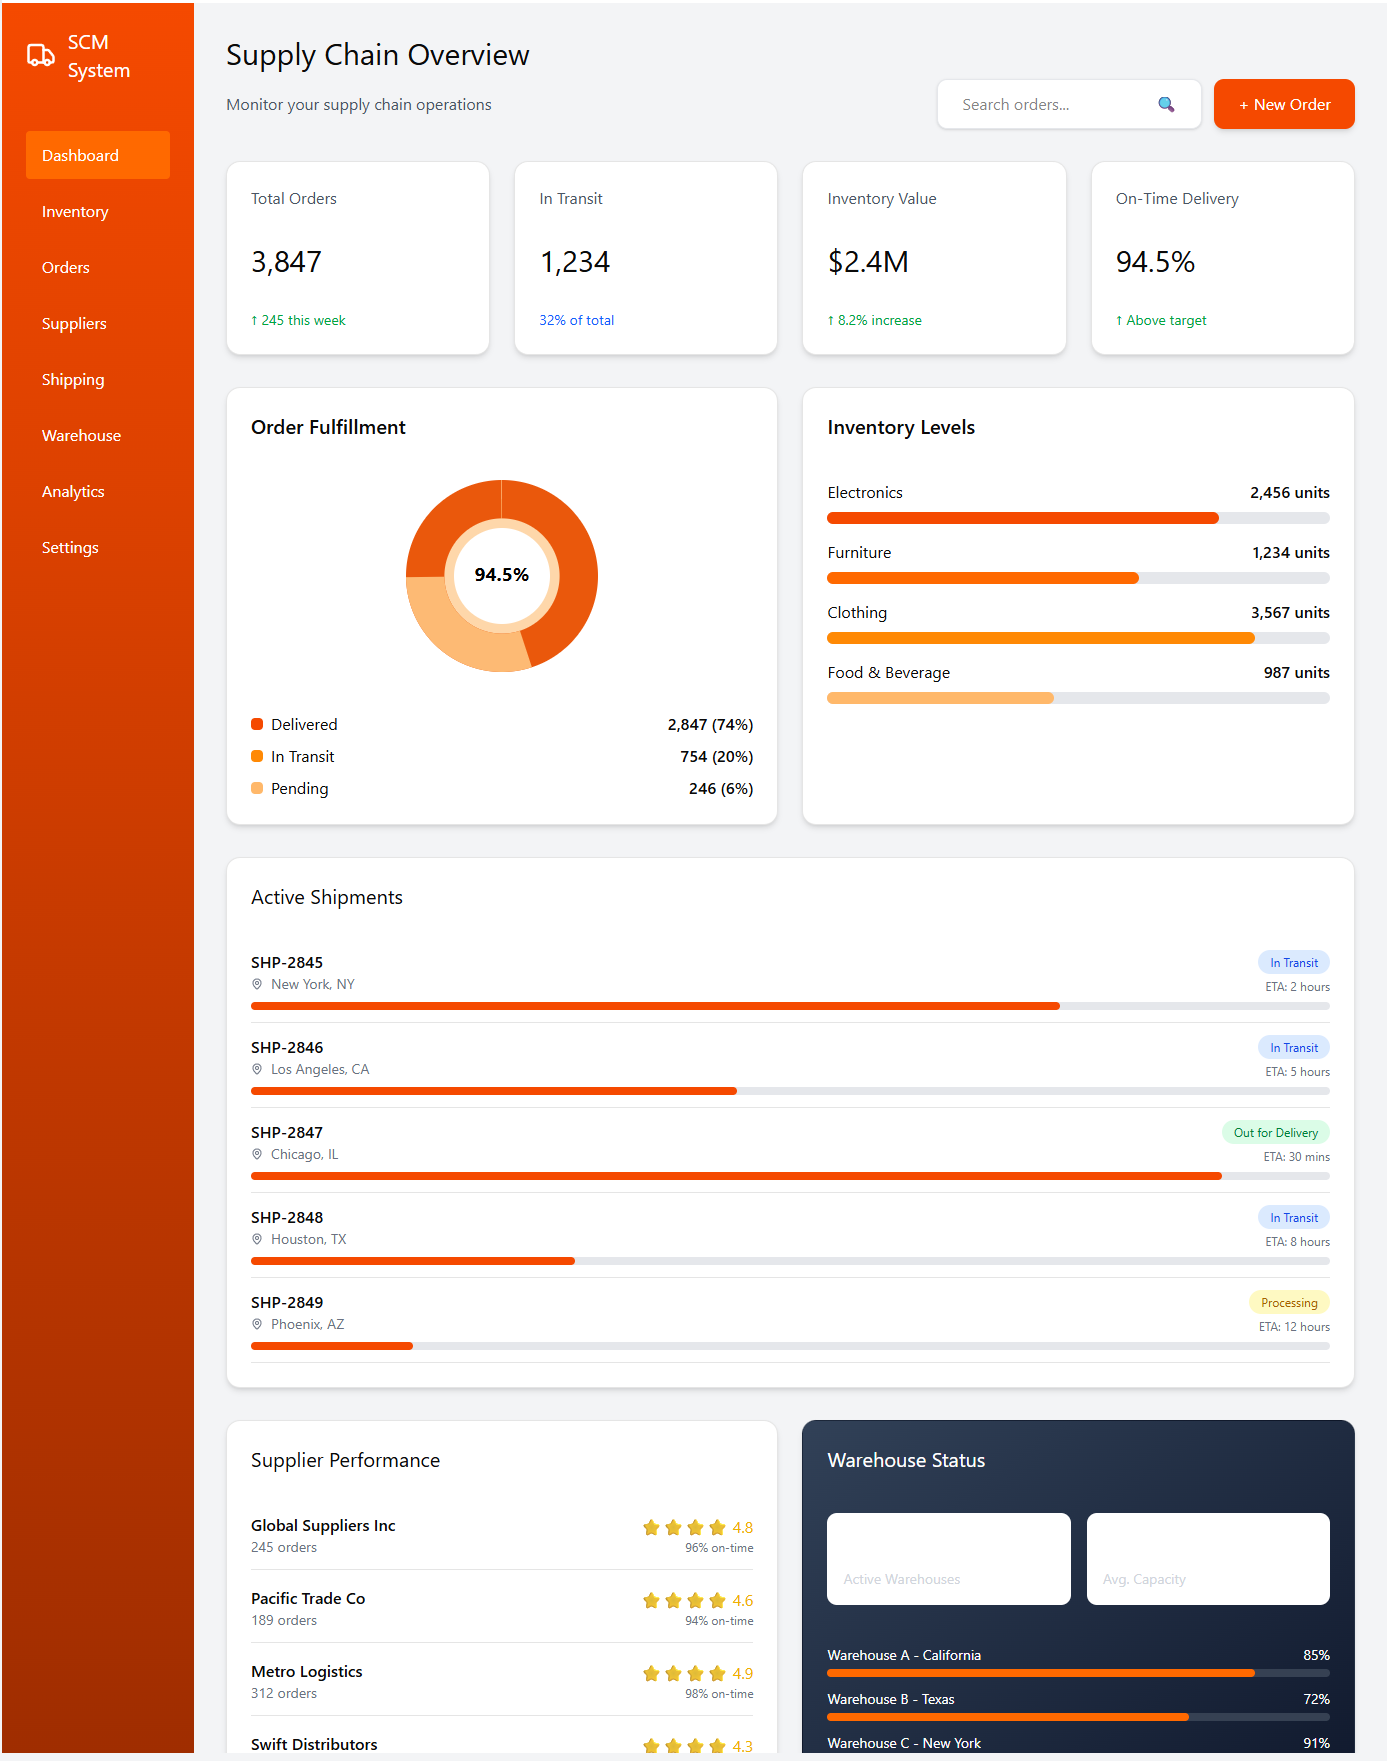 SCM
System
Dashboard
Inventory
Orders
Suppliers
Shipping
Warehouse
Analytics
Settings
Supply Chain Overview
Monitor your supply chain operations
Search orders...
+ New Order
Total Orders
3,847
↑ 245 this week
In Transit
1,234
32% of total
Inventory Value
$2.4M
↑ 8.2% increase
On-Time Delivery
94.5%
↑ Above target
Order Fulfillment
94.5%
Delivered 2,847 (74%)
In Transit 754 (20%)
Pending 246 (6%)
Inventory Levels
Electronics 2,456 units
Furniture 1,234 units
Clothing 3,567 units
Food & Beverage 987 units
Active Shipments
SHP-2845 In Transit
New York, NY ETA: 2 hours
SHP-2846 In Transit
Los Angeles, CA ETA: 5 hours
SHP-2847 Out for Delivery
Chicago, IL ETA: 30 mins
SHP-2848 In Transit
Houston, TX ETA: 8 hours
SHP-2849 Processing
Phoenix, AZ ETA: 12 hours
Supplier Performance
Global Suppliers Inc 4.8
245 orders 96% on-time
Pacific Trade Co 4.6
189 orders 94% on-time
Metro Logistics 4.9
312 orders 98% on-time
Swift Distributors 4.3
Warehouse Status
Active Warehouses
Avg. Capacity
Warehouse A - California 85%
Warehouse B - Texas 72%
Warehouse C - New York 91%